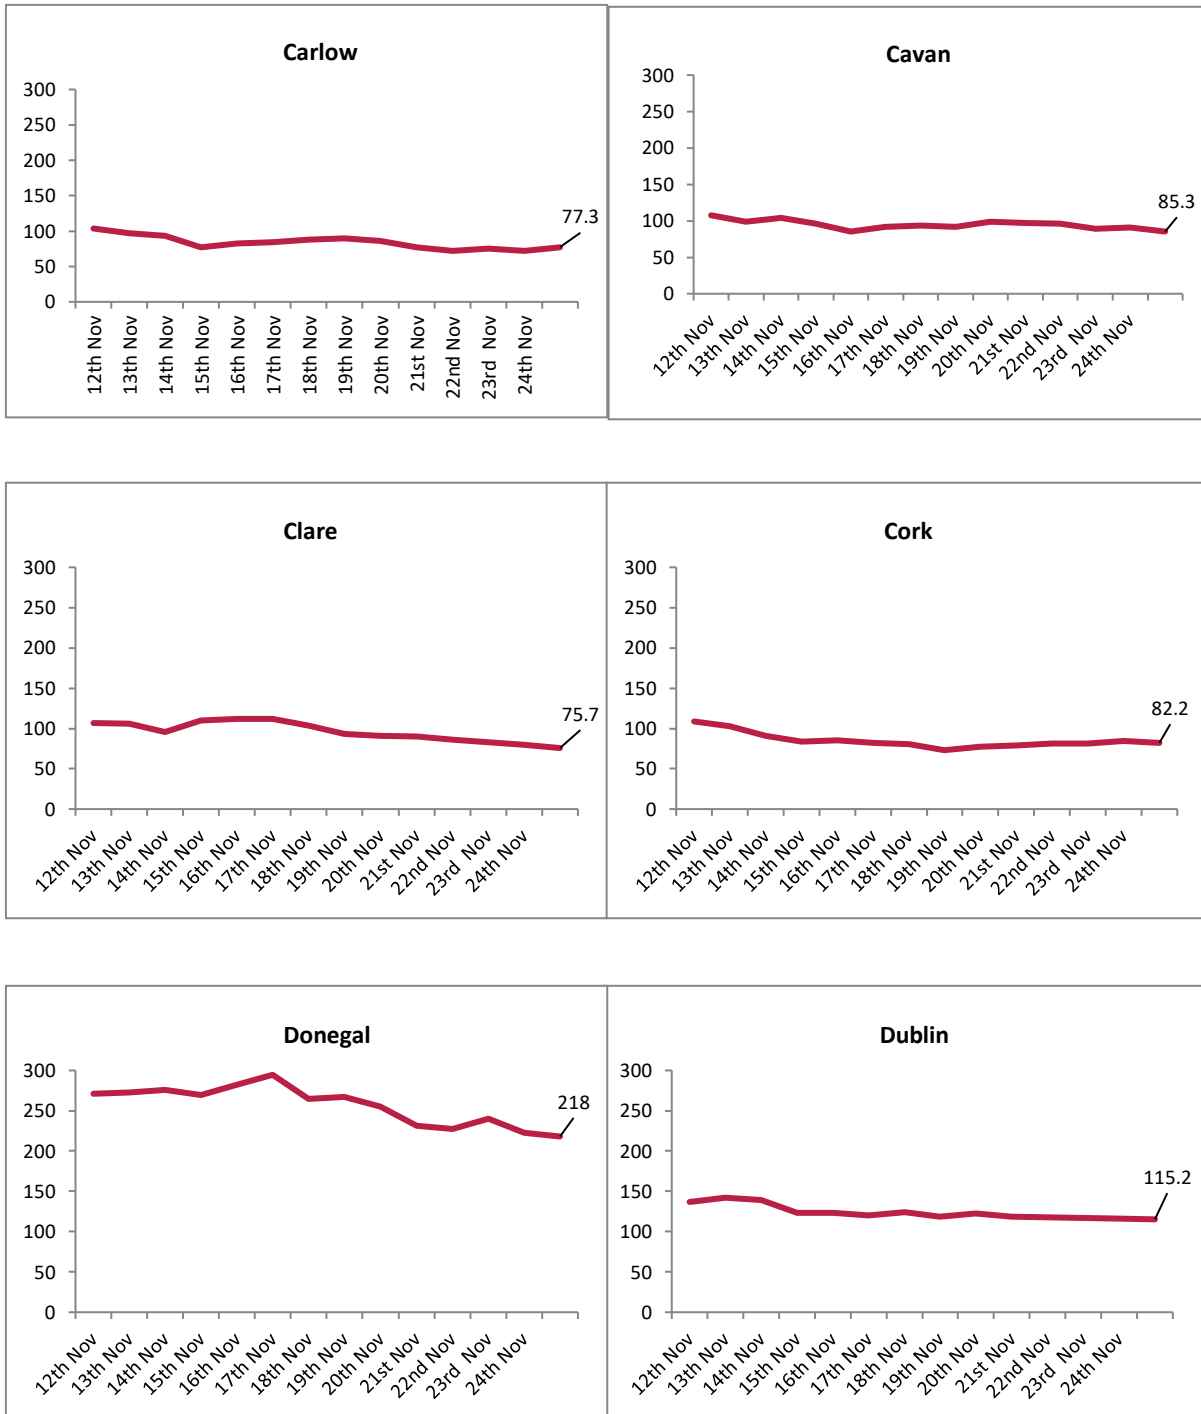 Carlow
300
250
200
150
100
50
0
77.3
12th Nov
13th Nov
14th Nov
15th Nov
16th Nov
17th Nov
18th Nov
19th Nov
20th Nov
21st Nov
22nd Nov
23rd Nov
24th Nov
Cavan
300
250
200
150
100
50
0
85.3
12th Nov
13th Nov
14th Nov
15th Nov
16th Nov
17th Nov
18th Nov
19th Nov
20th Nov
21st Nov
22nd Nov
23rd Nov
24th Nov
Clare
300
250
200
150
100
50
0
75.7
12th Nov
13th Nov
14th Nov
15th Nov
16th Nov
17th Nov
18th Nov
19th Nov
20th Nov
21st Nov
22nd Nov
23rd Nov
24th Nov
Cork
300
250
200
150
100
50
0
82.2
12th Nov
13th Nov
14th Nov
15th Nov
16th Nov
17th Nov
18th Nov
19th Nov
20th Nov
21st Nov
22nd Nov
23rd Nov
24th Nov
Donegal
300
250
200
150
100
50
0
218
12th Nov
13th Nov
14th Nov
15th Nov
16th Nov
17th Nov
18th Nov
19th Nov
20th Nov
21st Nov
22nd Nov
23rd Nov
24th Nov
Dublin
300
250
200
150
100
50
0
115.2
12th Nov
13th Nov
14th Nov
15th Nov
16th Nov
17th Nov
18th Nov
19th Nov
20th Nov
21st Nov
22nd Nov
23rd Nov
24th Nov